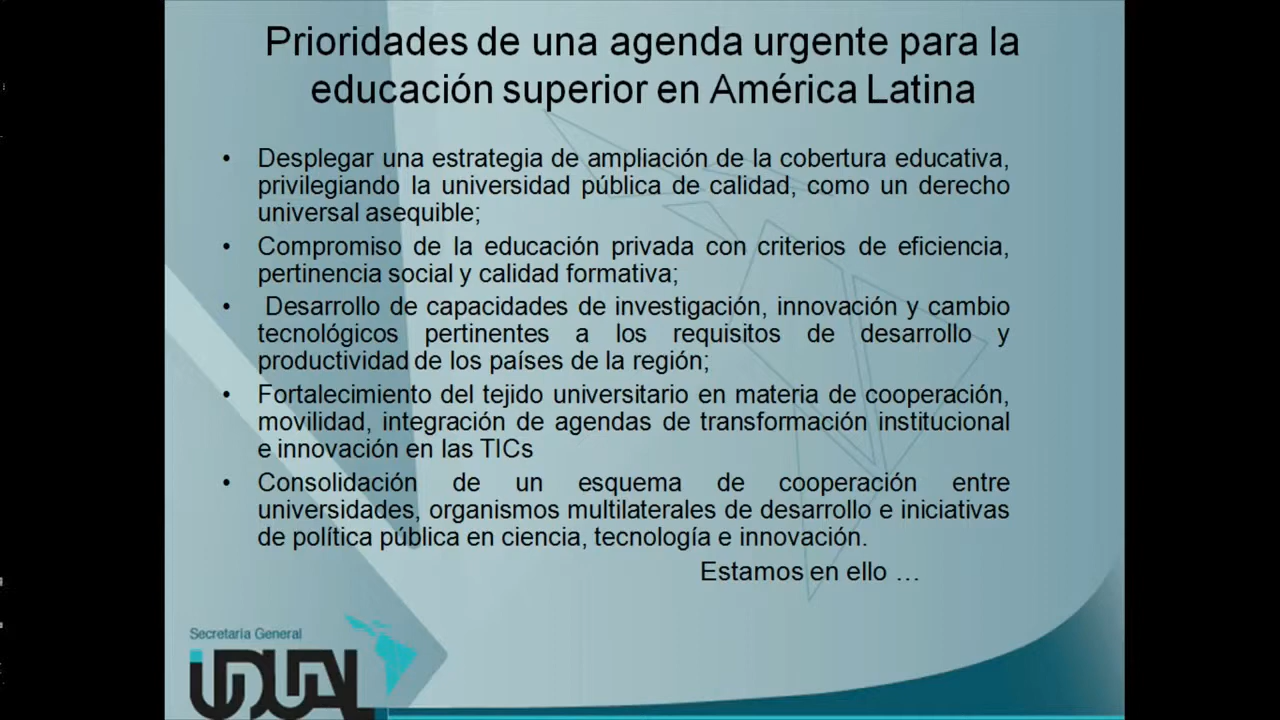 Prioridades de una agenda urgente para la
educación superior en América Latina
• Desplegar una estrategia de ampliación de la cobertura educativa,
privilegiando la universidad pública de calidad, como un derecho
universal asequible;
• Compromiso de la educación privada con criterios de eficiencia,
pertinencia social y calidad formativa;
• Desarrollo de capacidades de investigación, innovación y cambio
tecnológicos pertinentes a los requisitos de desarrollo y
productividad de los países de la región;
• Fortalecimiento del tejido universitario en materia de cooperación,
movilidad, integración de agendas de transformación institucional
e innovación en las TICs
• Consolidación de un esquema de cooperación entre
universidades, organismos multilaterales de desarrollo e iniciativas
de política pública en ciencia, tecnología e innovación.
Estamos en ello …
Secretaría General
UDUAL